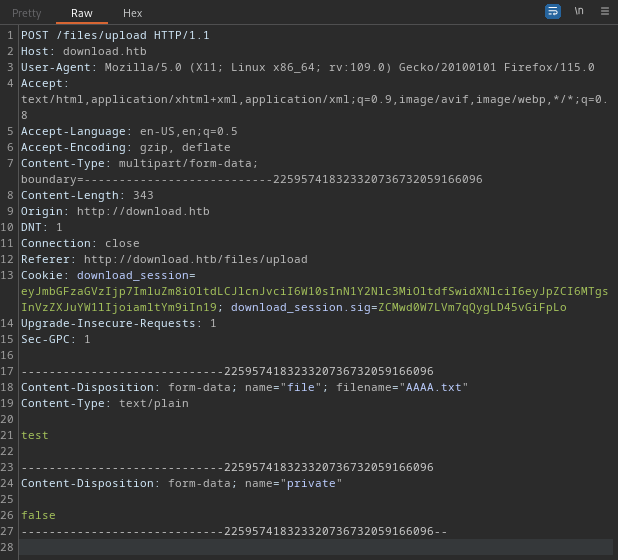 Pretty Raw Hex \n
1 POST /files/upload HTTP/1.1
2 Host: download.htb
3 User-Agent: Mozilla/5.0 (X11; Linux x86_64; rv:109.0) Gecko/20100101 Firefox/115.0
4 Accept:
text/html,application/xhtml+xml,application/xml;q=0.9,image/avif,image/webp,*/*;q=0.
8
5 Accept-Language: en-US,en;q=0.5
6 Accept-Encoding: gzip, deflate
7 Content-Type: multipart/form-data;
boundary=---------------------------225957418323320736732059166096
8 Content-Length: 343
9 Origin: http://download.htb
10 DNT: 1
11 Connection: close
12 Referer: http://download.htb/files/upload
13 Cookie: download_session=
eyJmbGFzaGVzIjp7ImluZm8iOltdLCJlcnJvciI6W10sInN1Y2Nlc3MiOltdfSwidXNlciI6eyJpZCI6MTgs
InVzZXJuYW1lIjoiamltYm9iIn19; download_session.sig=ZCMwd0W7LVm7qQygLD45vGiFpLo
14 Upgrade-Insecure-Requests: 1
15 Sec-GPC: 1
16
17 -----------------------------225957418323320736732059166096
18 Content-Disposition: form-data; name="file"; filename="AAAA.txt"
19 Content-Type: text/plain
20
21 test
22
23 -----------------------------225957418323320736732059166096
24 Content-Disposition: form-data; name="private"
25
26 false
27 -----------------------------225957418323320736732059166096--
28